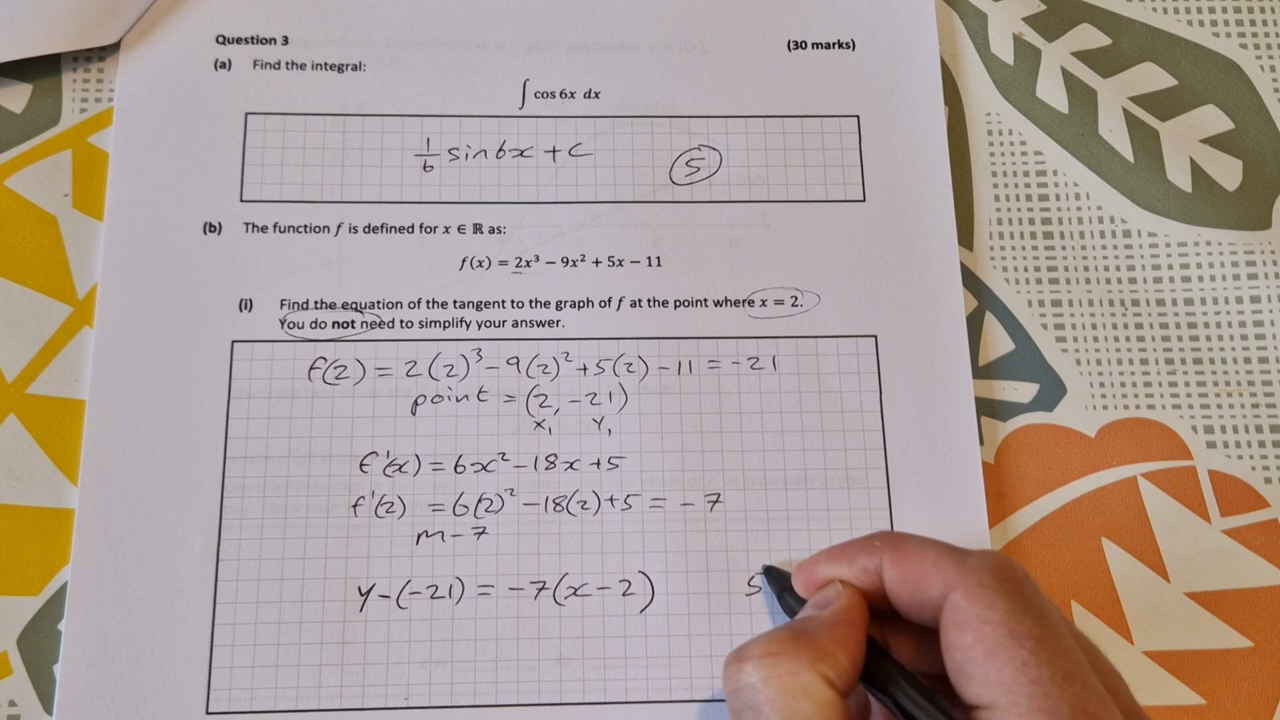 Question 3 (30 marks)
(a) Find the integral:
∫ cos 6x dx
1/6 sin6x + C (5)
(b) The function f is defined for x ∈ ℝ as:
f(x) = 2x³ − 9x² + 5x − 11
(i) Find the equation of the tangent to the graph of f at the point where x = 2.
You do not need to simplify your answer.
f(2) = 2(2)³ - 9(2)² + 5(2) - 11 = -21
point = (2, -21)
x₁ y₁
f'(x) = 6x² - 18x + 5
f'(2) = 6(2)² - 18(2) + 5 = -7
m - 7
y - (-21) = -7(x - 2) 5